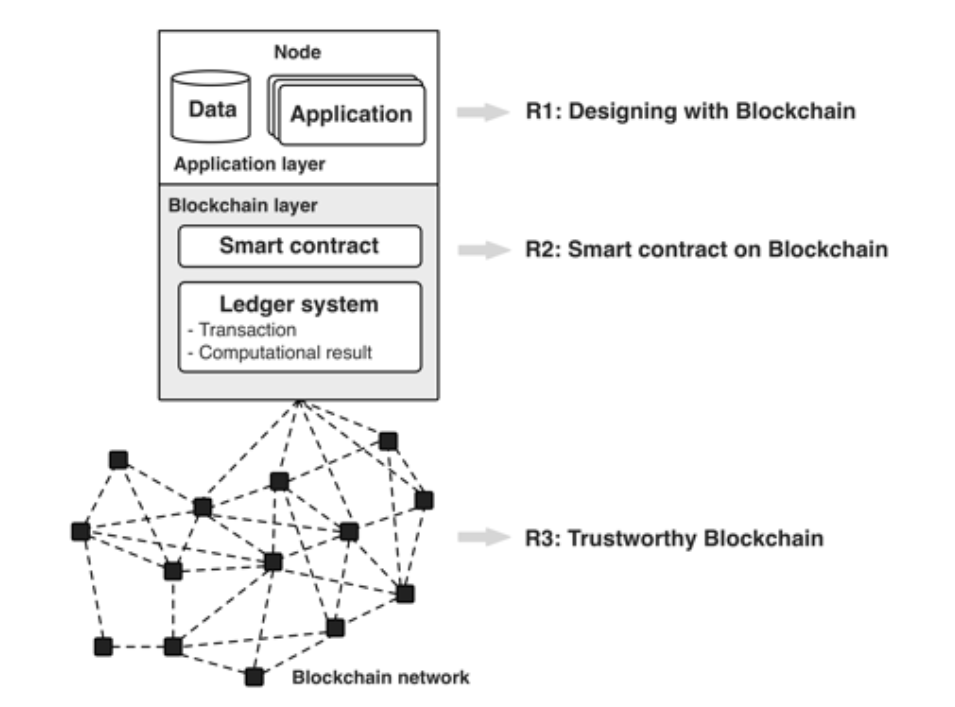 Node
Data
Application
Application layer
R1: Designing with Blockchain
Blockchain layer
Smart contract
R2: Smart contract on Blockchain
Ledger system
- Transaction
- Computational result
R3: Trustworthy Blockchain
Blockchain network